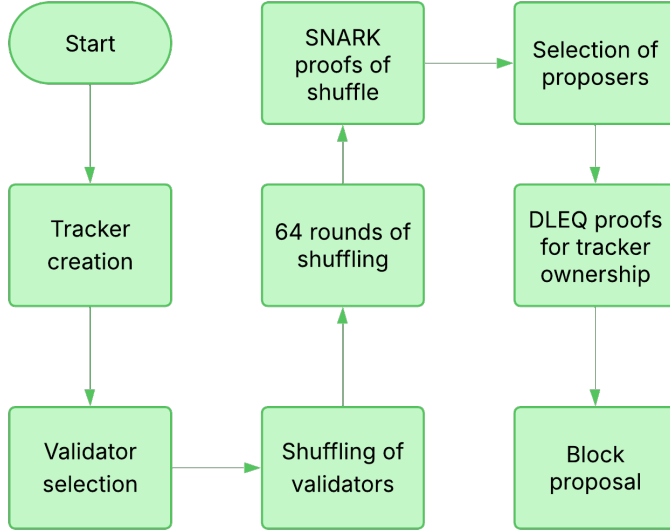 Start
Tracker
creation
Validator
selection
Shuffling of
validators
64 rounds of
shuffling
SNARK
proofs of
shuffle
Selection of
proposers
DLEQ proofs
for tracker
ownership
Block
proposal